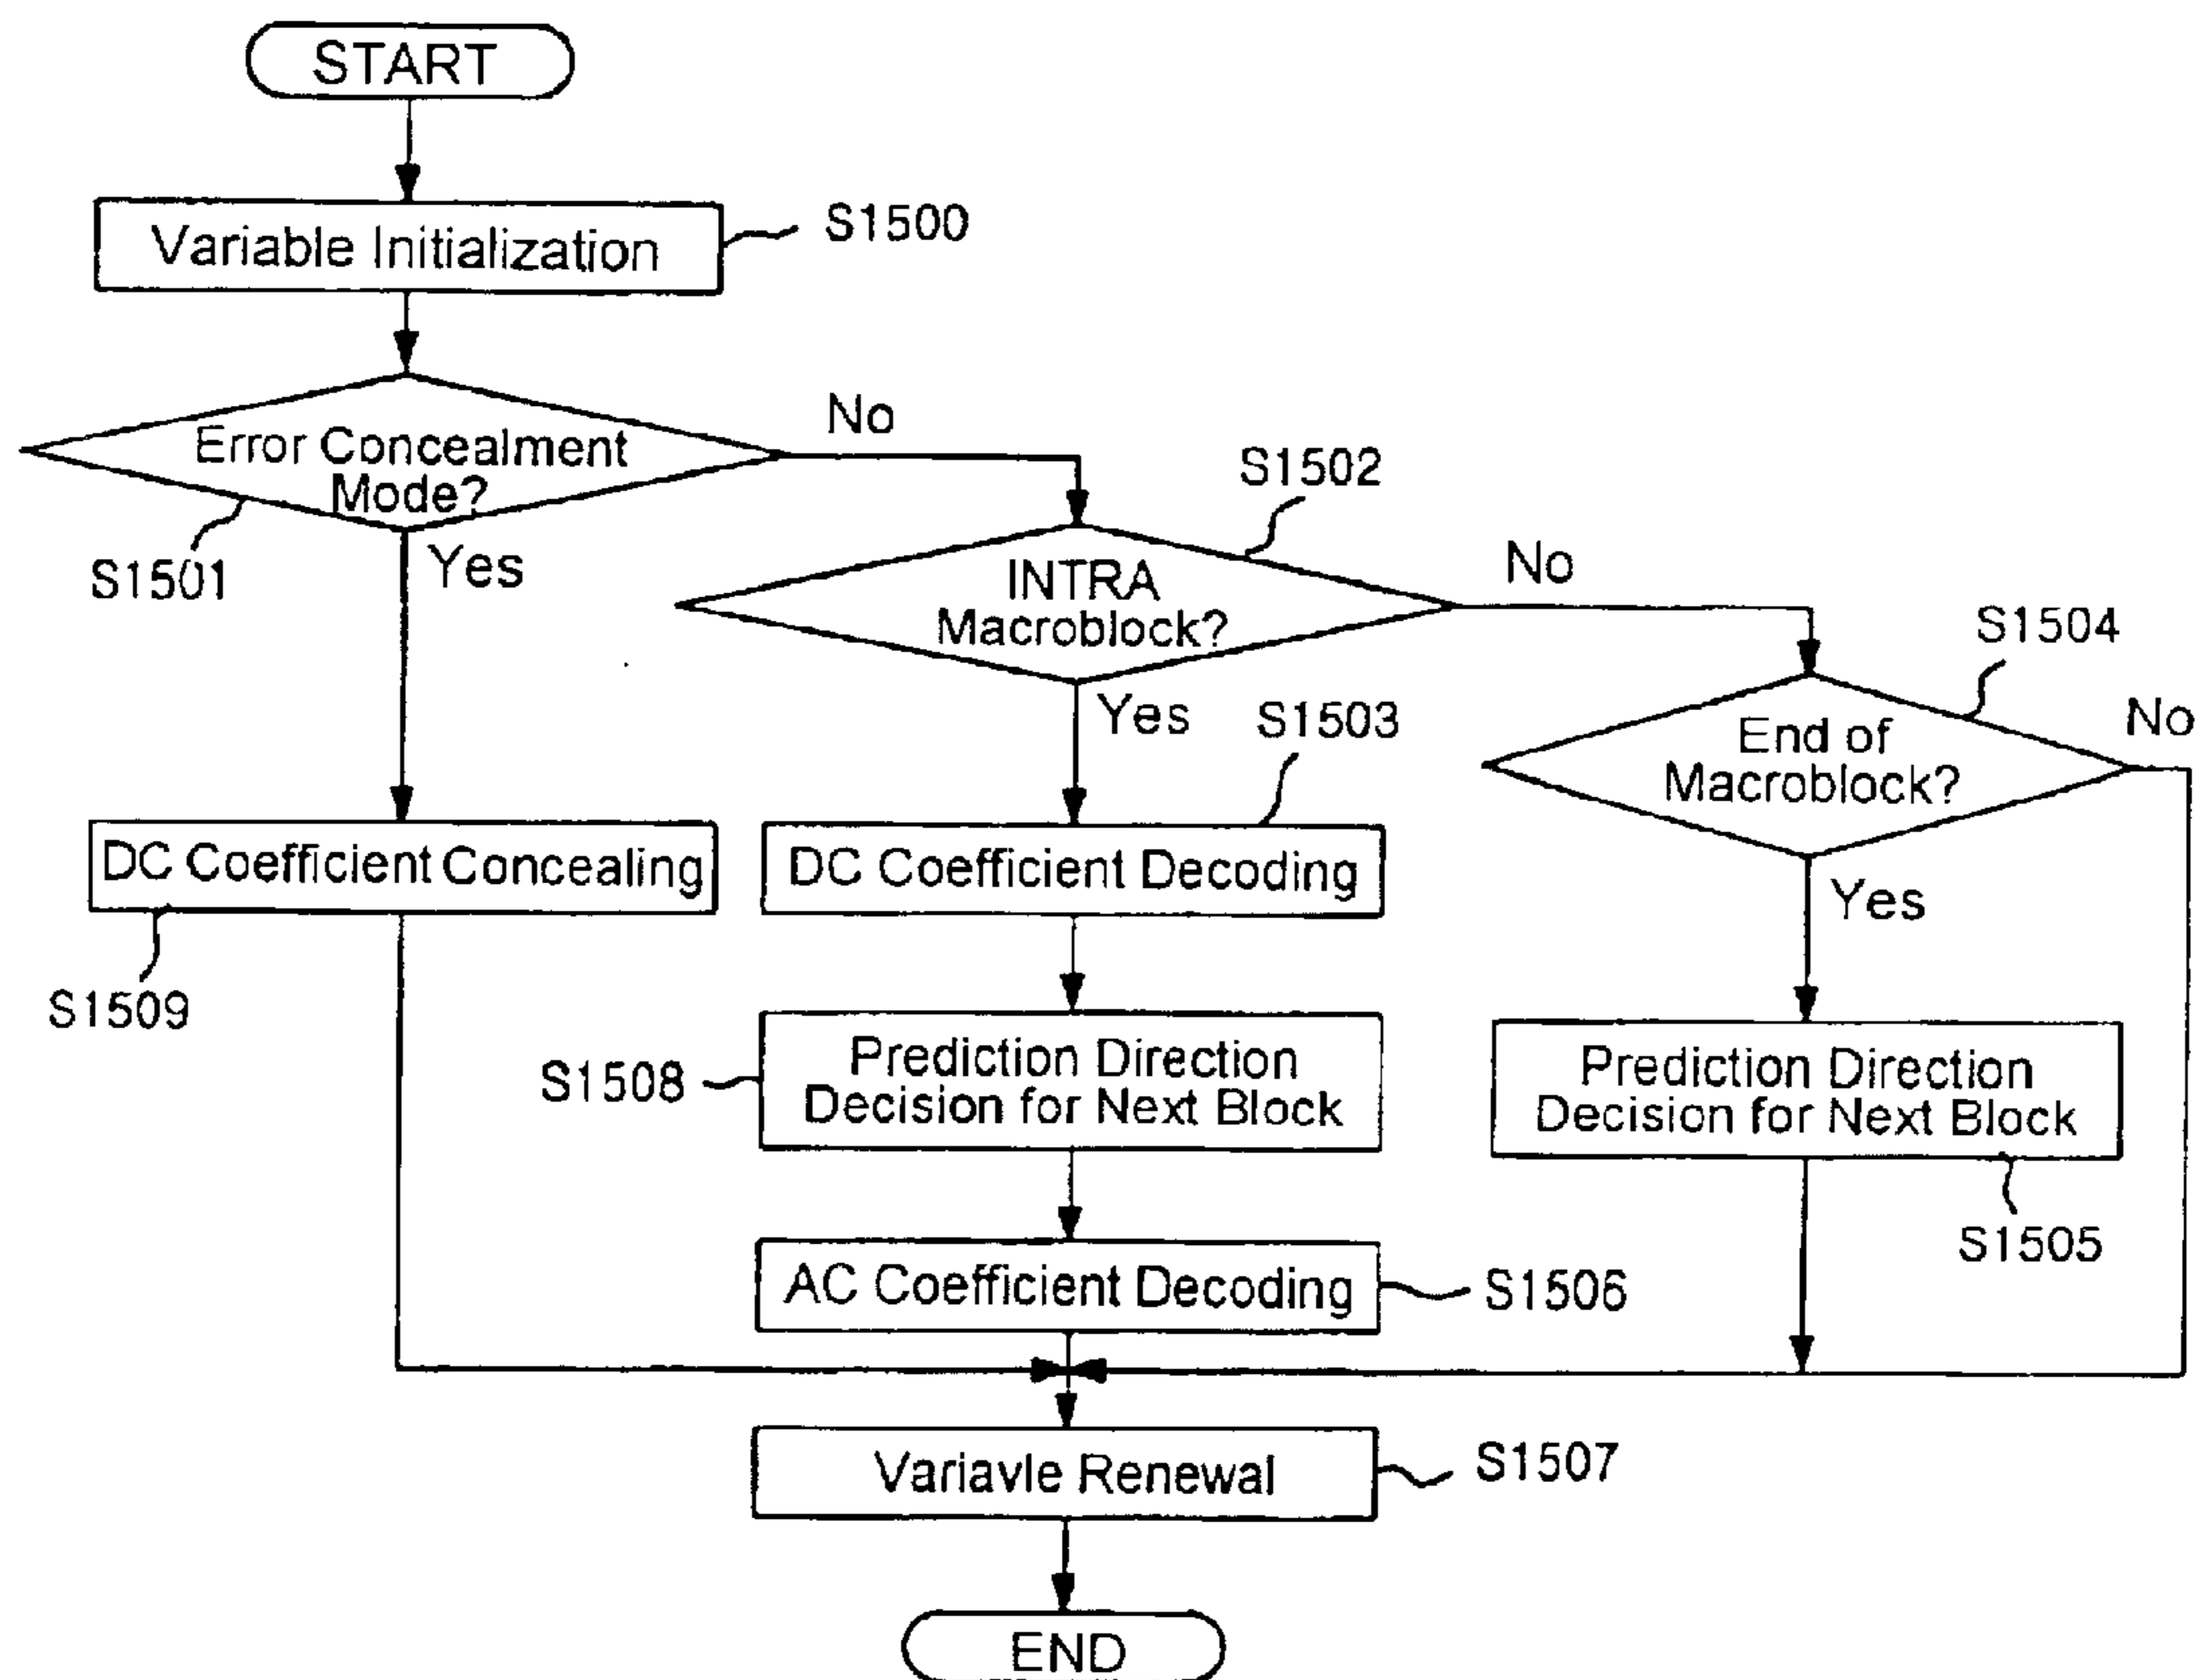 START
Variable Initialization
S1500
Error Concealment
Mode?
S1501
No
Yes
S1502
INTRA
Macroblock?
No
Yes
S1504
End of
Macroblock?
No
Yes
S1503
DC Coefficient Concealing
S1509
DC Coefficient Decoding
S1508
Prediction Direction
Decision for Next Block
Prediction Direction
Decision for Next Block
S1505
AC Coefficient Decoding
S1506
Variavle Renewal
S1507
END